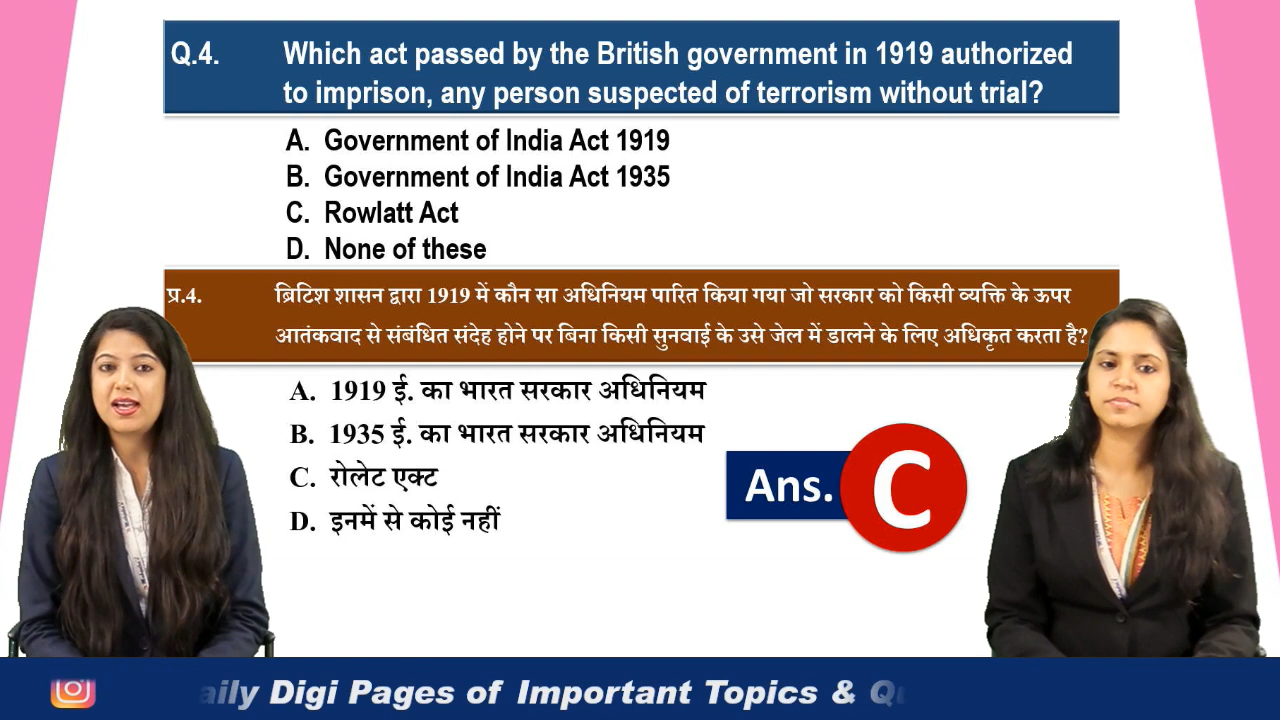 Q.4. Which act passed by the British government in 1919 authorized
to imprison, any person suspected of terrorism without trial?
A. Government of India Act 1919
B. Government of India Act 1935
C. Rowlatt Act
D. None of these
प्र.4. ब्रिटिश शासन द्वारा 1919 में कौन सा अधिनियम पारित किया गया जो सरकार को किसी व्यक्ति के ऊपर
आतंकवाद से संबंधित संदेह होने पर बिना किसी सुनवाई के उसे जेल में डालने के लिए अधिकृत करता है?
A. 1919 ई. का भारत सरकार अधिनियम
B. 1935 ई. का भारत सरकार अधिनियम
C. रोलेट एक्ट
D. इनमें से कोई नहीं
Ans. C
aily Digi Pages of Important Topics & Qu